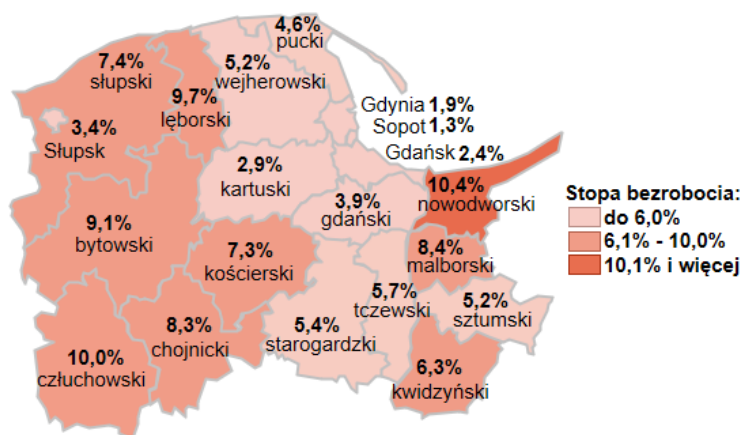 4,6%
pucki
7,4%
słupski
5,2%
wejherowski
9,7%
lęborski
Gdynia 1,9%
Sopot 1,3%
Gdańsk 2,4%
3,4%
Słupsk
2,9%
kartuski
3,9%
gdański
10,4%
nowodworski
9,1%
bytowski
7,3%
kościerski
8,4%
malborski
5,7%
tczewski
5,2%
sztumski
5,4%
starogardzki
8,3%
chojnicki
10,0%
człuchowski
6,3%
kwidzyński
Stopa bezrobocia:
do 6,0%
6,1% - 10,0%
10,1% i więcej